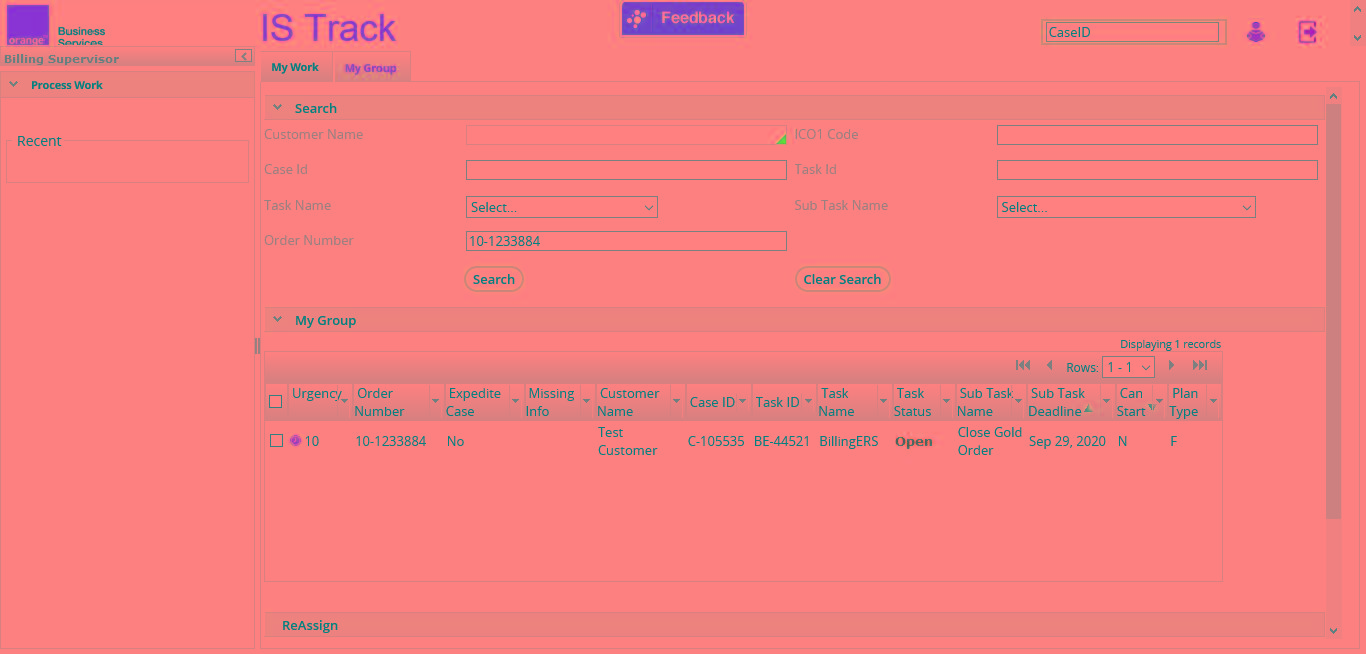 orange™
Business
Services
IS Track
Feedback
CaseID
Billing Supervisor
Process Work
Recent
My Work
My Group
Search
Customer Name
ICO1 Code
Case Id
Task Id
Task Name
Select...
Sub Task Name
Select...
Order Number
10-1233884
Search
Clear Search
My Group
Displaying 1 records
Rows: 1 - 1
Urgency
Order
Number
Expedite
Case
Missing
Info
Customer
Name
Case ID
Task ID
Task
Name
Task
Status
Sub Task
Name
Sub Task
Deadline
Can
Start
Plan
Type
10
10-1233884
No
Test
Customer
C-105535
BE-44521
BillingERS
Open
Close Gold
Order
Sep 29, 2020
N
F
ReAssign